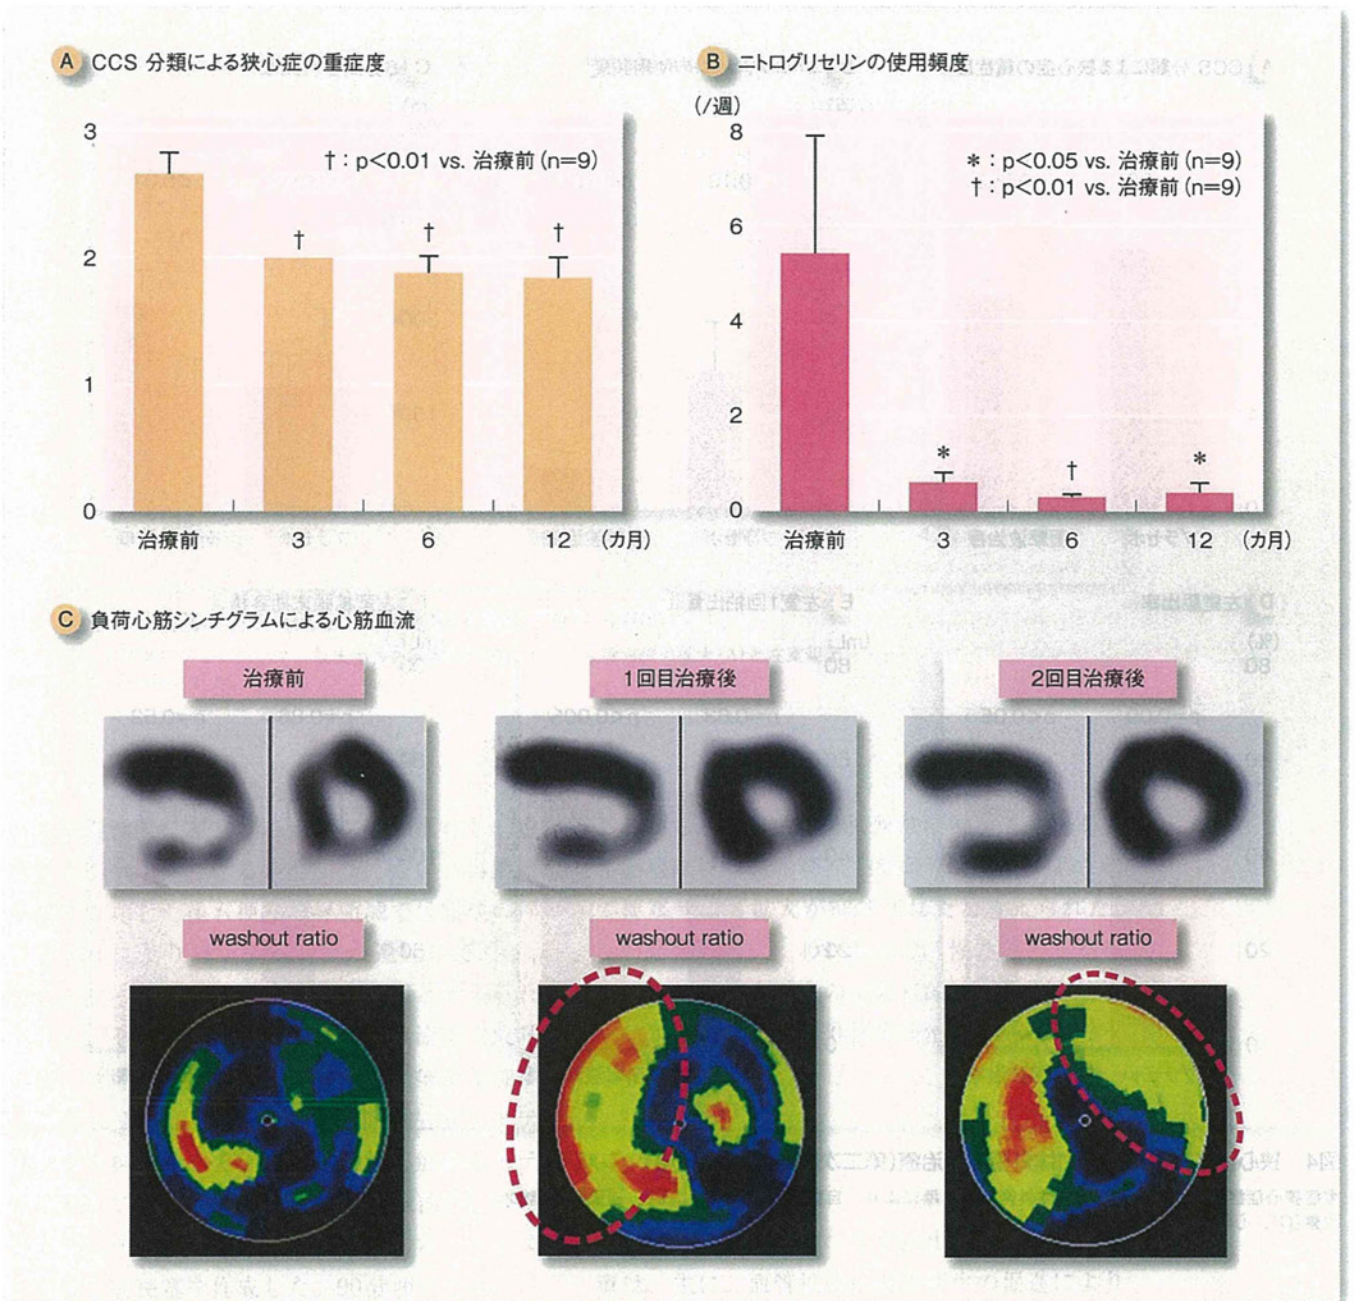 A CCS 分類による狭心症の重症度
3
2
1
0
†：p＜0.01 vs. 治療前（n=9）
†
†
†
治療前
3
6
12
（カ月）
B ニトログリセリンの使用頻度
（/週）
8
6
4
2
0
＊：p＜0.05 vs. 治療前（n=9）
†：p＜0.01 vs. 治療前（n=9）
＊
†
＊
治療前
3
6
12
（カ月）
C 負荷心筋シンチグラムによる心筋血流
治療前
1回目治療後
2回目治療後
washout ratio
washout ratio
washout ratio